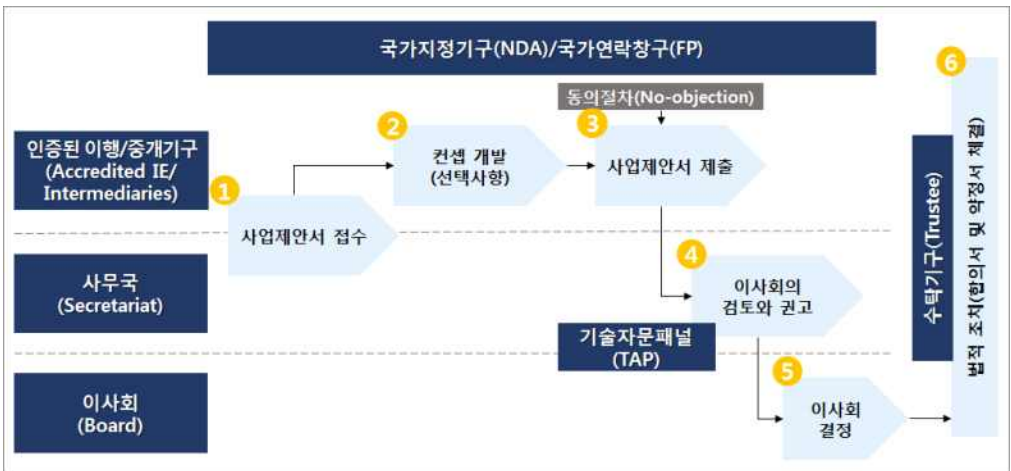 국가지정기구(NDA)/국가연락창구(FP)
동의절차(No-objection)
인증된 이행/중개기구
(Accredited IE/
Intermediaries)
1
사업제안서 접수
2
컨셉 개발
(선택사항)
3
사업제안서 제출
사무국
(Secretariat)
4
이사회의
검토와 권고
기술자문패널
(TAP)
이사회
(Board)
5
이사회
결정
수탁기구(Trustee)
6
법적 조치(합의서 및 약정서 체결)